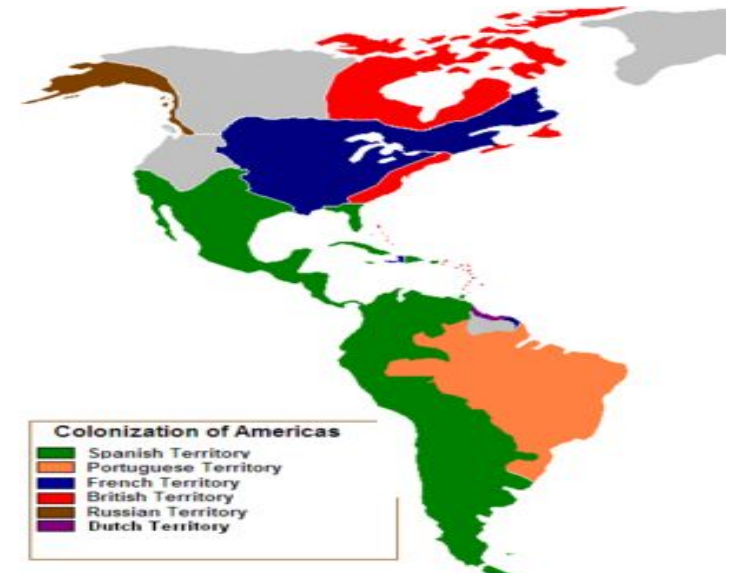 Colonization of Americas
Spanish Territory
Portuguese Territory
French Territory
British Territory
Russian Territory
Dutch Territory